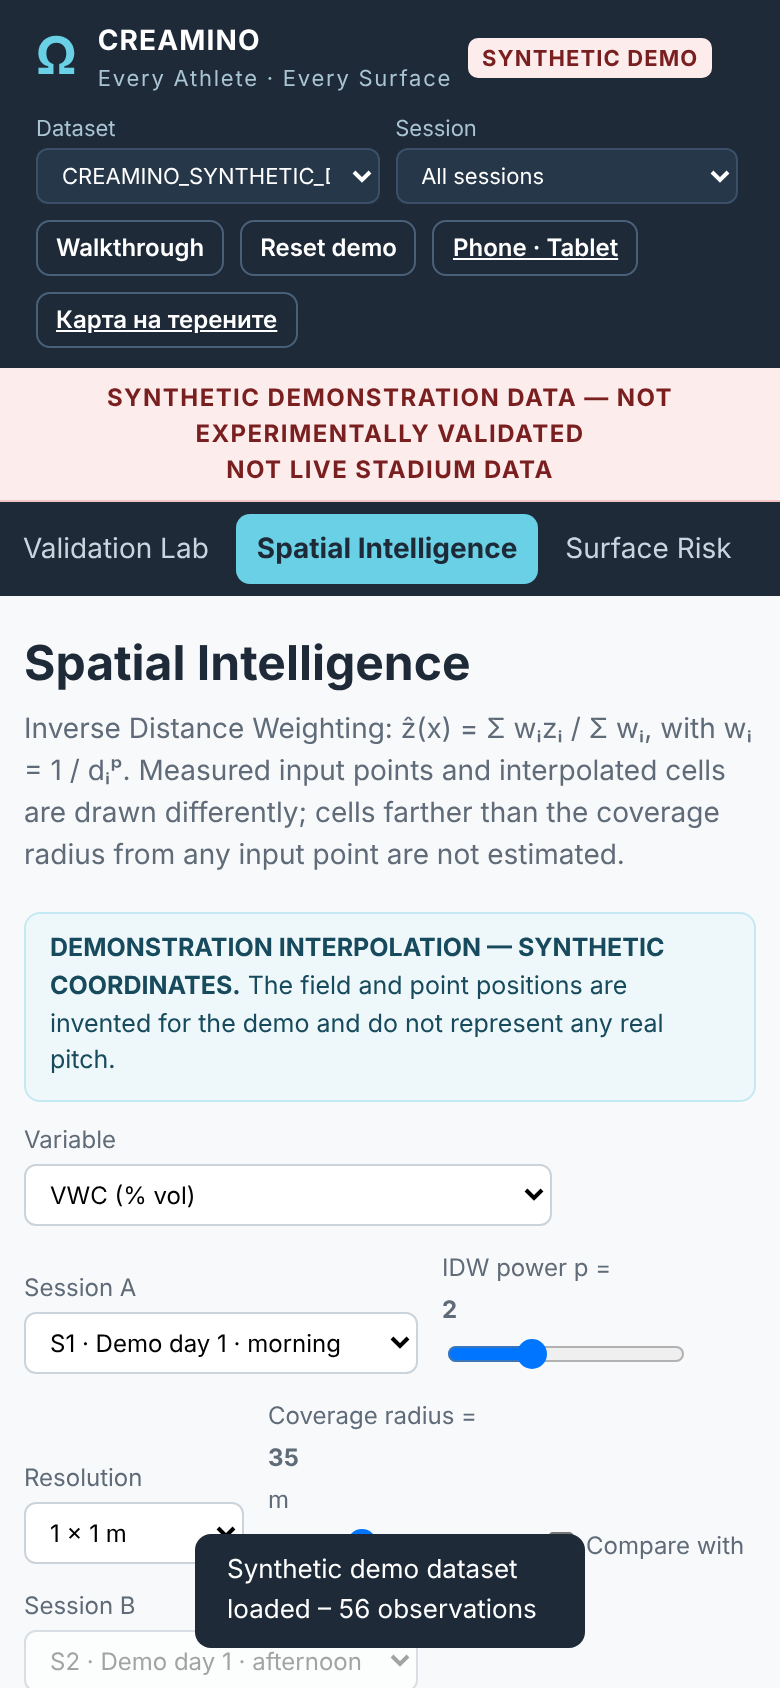 Ω
CREAMINO
Every Athlete · Every Surface
SYNTHETIC DEMO
Dataset
Session
CREAMINO_SYNTHETIC_D
All sessions
Walkthrough
Reset demo
Phone · Tablet
Карта на терените
SYNTHETIC DEMONSTRATION DATA — NOT
EXPERIMENTALLY VALIDATED
NOT LIVE STADIUM DATA
Validation Lab
Spatial Intelligence
Surface Risk
Spatial Intelligence
Inverse Distance Weighting: ẑ(x) = Σ wᵢzᵢ / Σ wᵢ, with wᵢ
= 1 / dᵢᵖ. Measured input points and interpolated cells
are drawn differently; cells farther than the coverage
radius from any input point are not estimated.
DEMONSTRATION INTERPOLATION — SYNTHETIC
COORDINATES. The field and point positions are
invented for the demo and do not represent any real
pitch.
Variable
VWC (% vol)
Session A
S1 · Demo day 1 · morning
IDW power p =
2
Resolution
1 × 1 m
Coverage radius =
35
m
Compare with
Session B
S2 · Demo day 1 · afternoon
Synthetic demo dataset
loaded – 56 observations